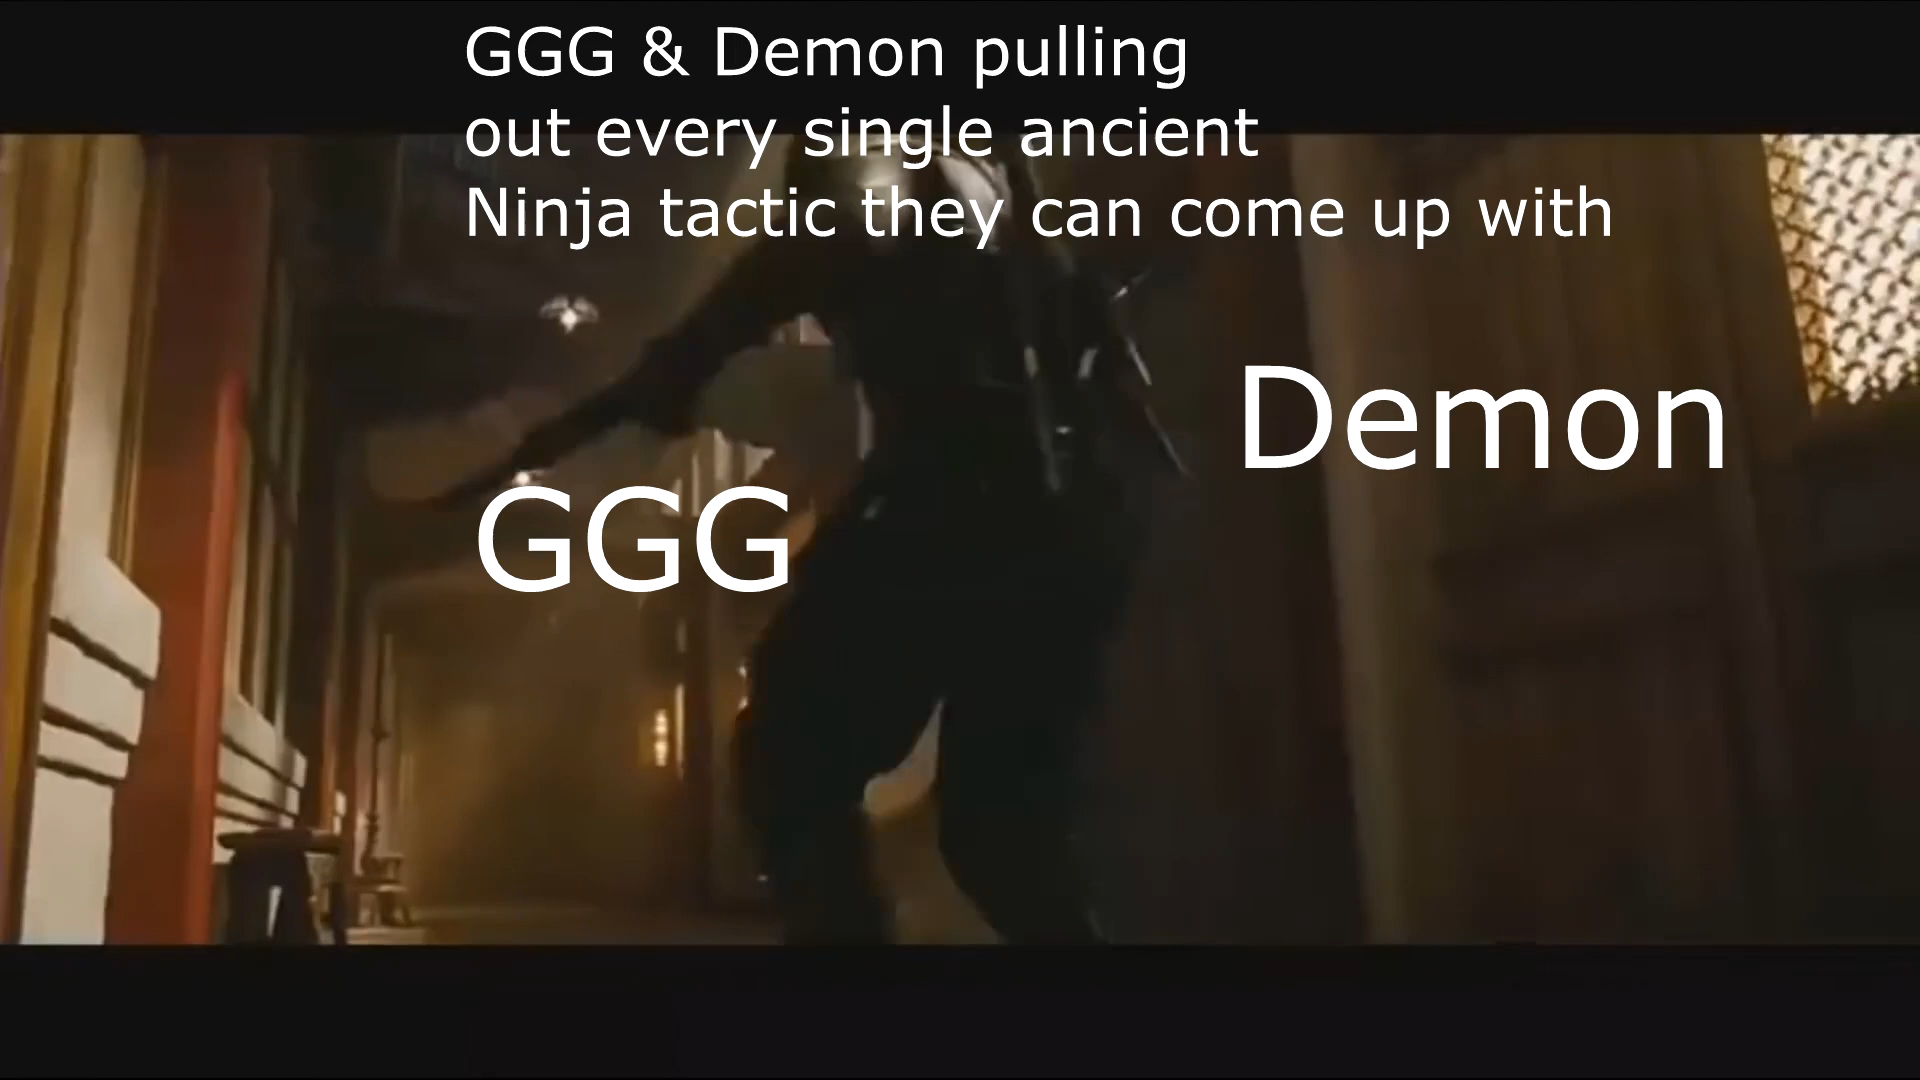 GGG & Demon pulling
out every single ancient
Ninja tactic they can come up with
Demon
GGG